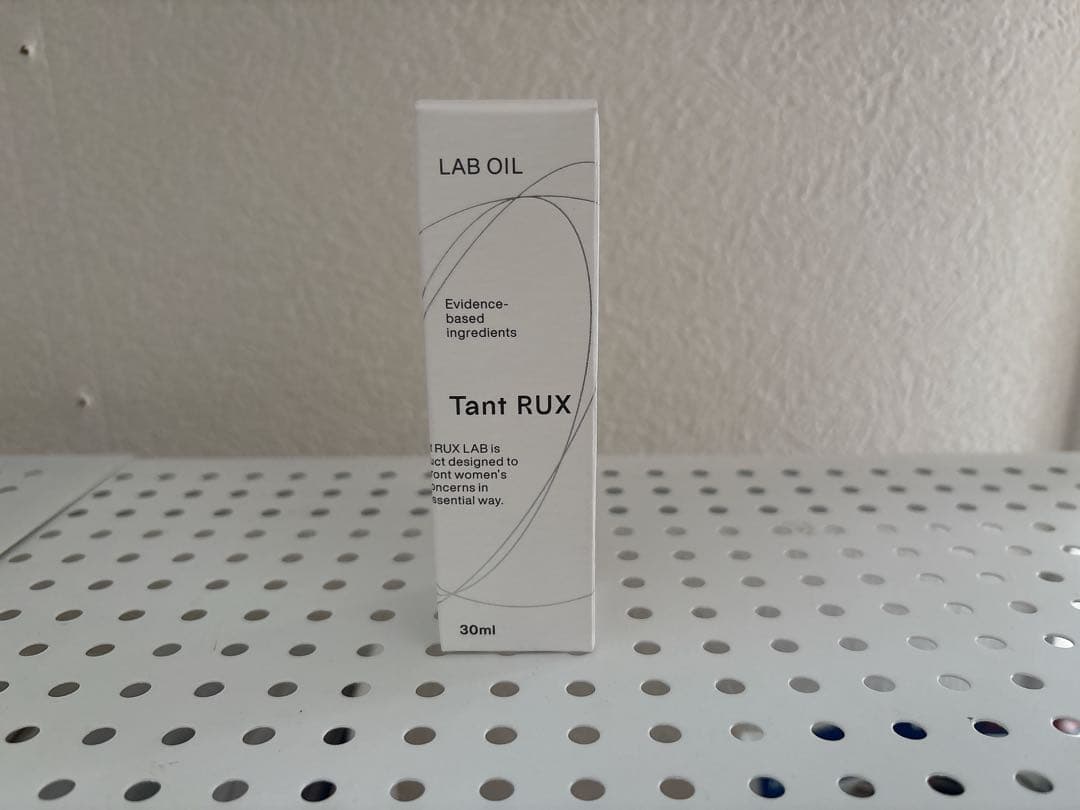 LAB OIL
Evidence-
based
ingredients
Tant RUX
RUX LAB is
designed to
women's
in
way.
30ml